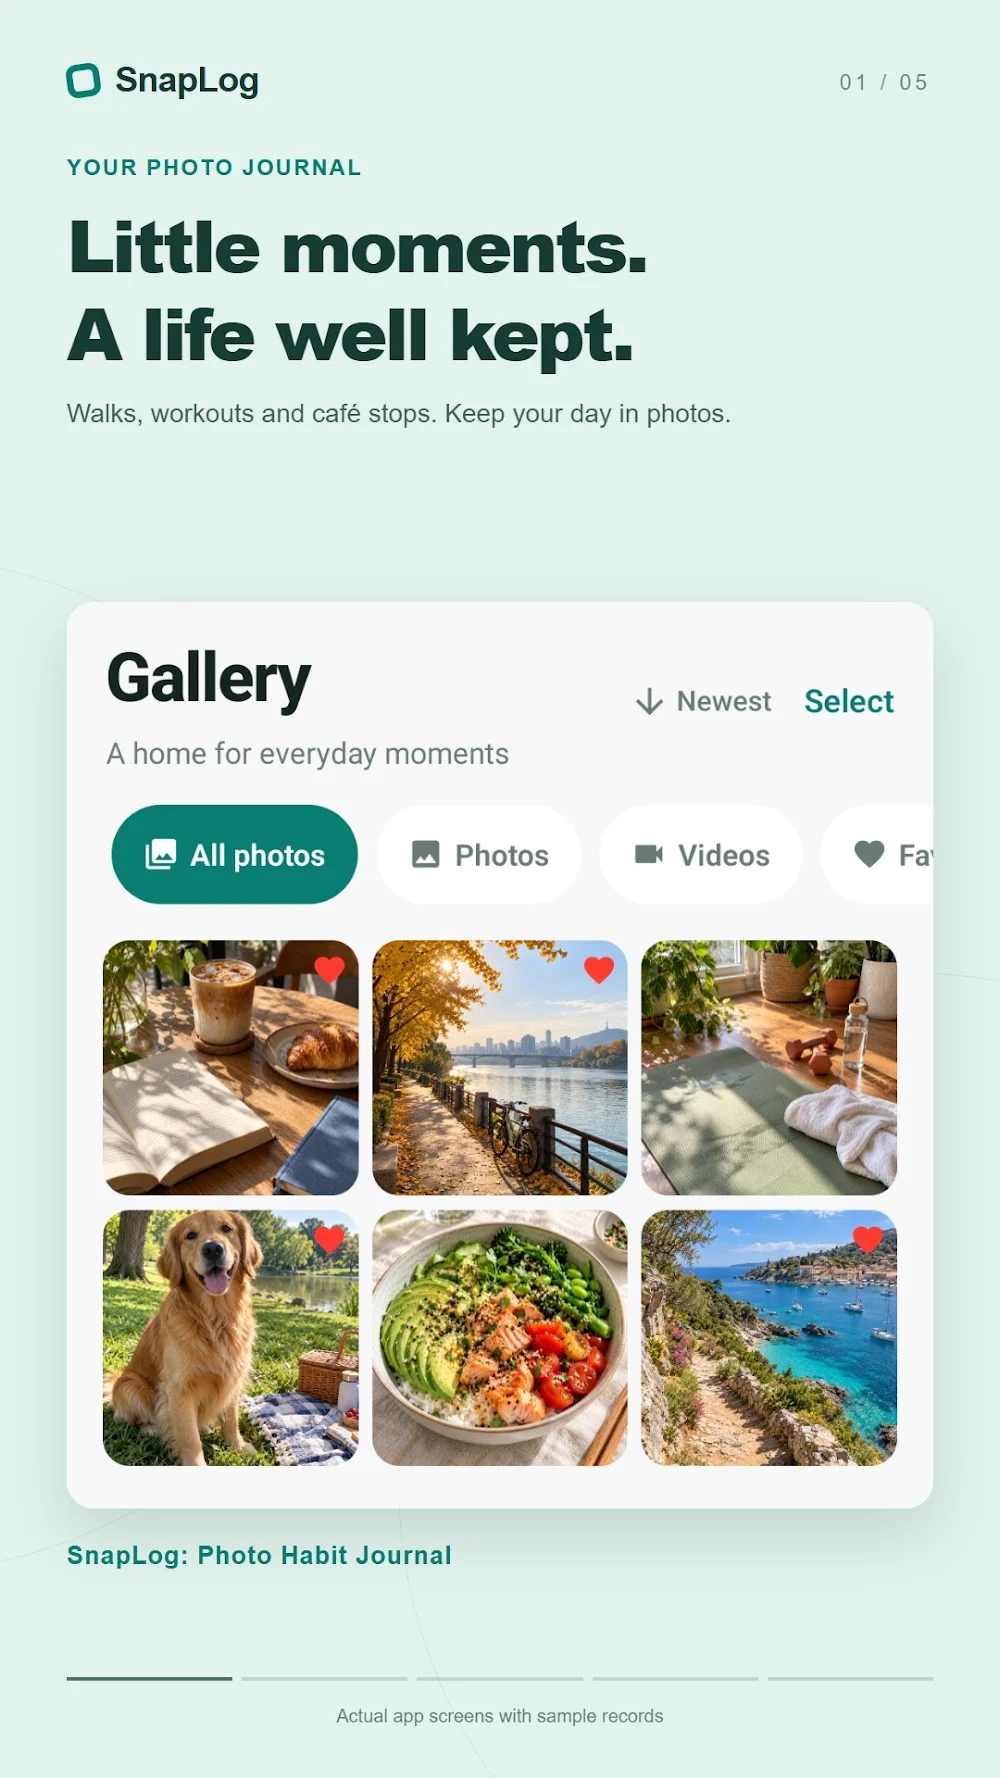 SnapLog
01 / 05
YOUR PHOTO JOURNAL
Little moments.
A life well kept.
Walks, workouts and café stops. Keep your day in photos.
Gallery
Newest
Select
A home for everyday moments
All photos
Photos
Videos
Fav
SnapLog: Photo Habit Journal
Actual app screens with sample records